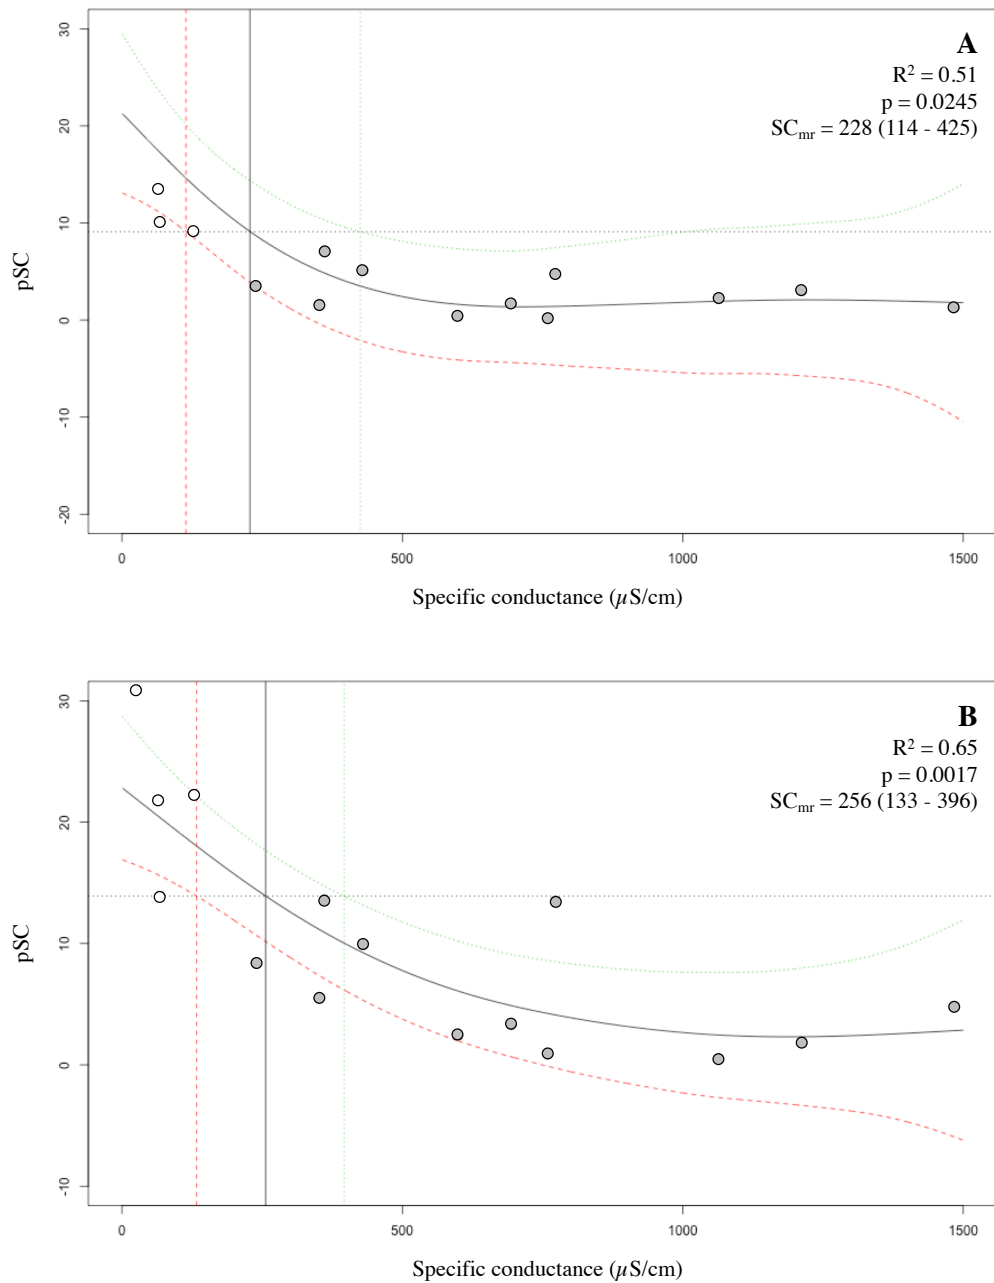 A
R² = 0.51
p = 0.0245
SCmr = 228 (114 - 425)
30
20
10
0
-10
-20
pSC
0 500 1000 1500
Specific conductance (µS/cm)
B
R² = 0.65
p = 0.0017
SCmr = 256 (133 - 396)
30
20
10
0
-10
pSC
0 500 1000 1500
Specific conductance (µS/cm)